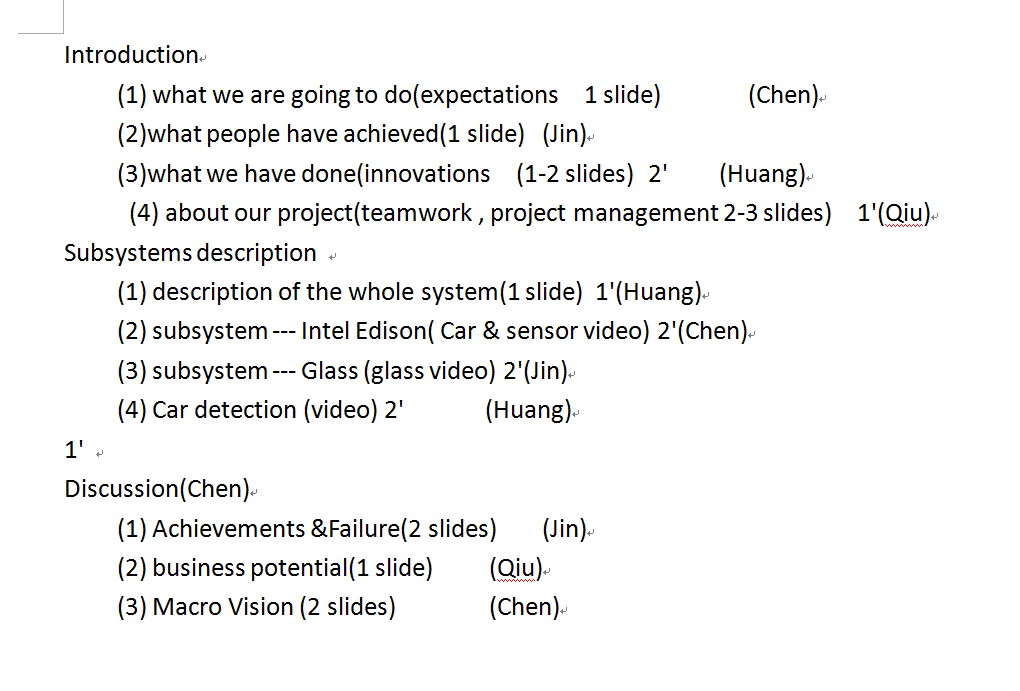 Introduction
(1) what we are going to do(expectations 1 slide) (Chen)
(2)what people have achieved(1 slide) (Jin)
(3)what we have done(innovations (1-2 slides) 2' (Huang)
(4) about our project(teamwork , project management 2-3 slides) 1'(Qiu)
Subsystems description
(1) description of the whole system(1 slide) 1'(Huang)
(2) subsystem --- Intel Edison( Car & sensor video) 2'(Chen)
(3) subsystem --- Glass (glass video) 2'(Jin)
(4) Car detection (video) 2' (Huang)
1'
Discussion(Chen)
(1) Achievements &Failure(2 slides) (Jin)
(2) business potential(1 slide) (Qiu)
(3) Macro Vision (2 slides) (Chen)